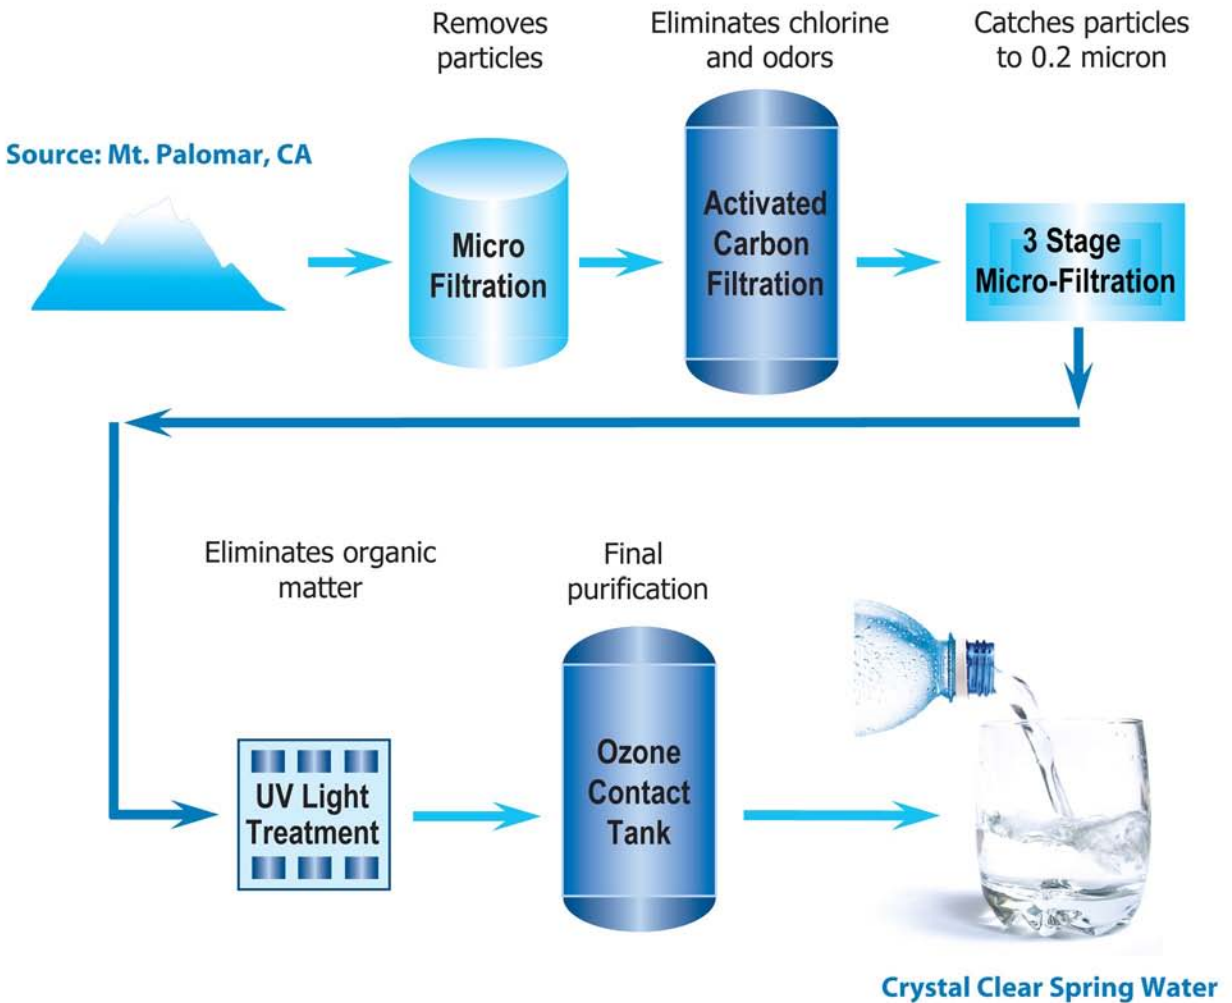 Removes
particles
Eliminates chlorine
and odors
Catches particles
to 0.2 micron
Source: Mt. Palomar, CA
Micro
Filtration
Activated
Carbon
Filtration
3 Stage
Micro-Filtration
Eliminates organic
matter
Final
purification
UV Light
Treatment
Ozone
Contact
Tank
Crystal Clear Spring Water